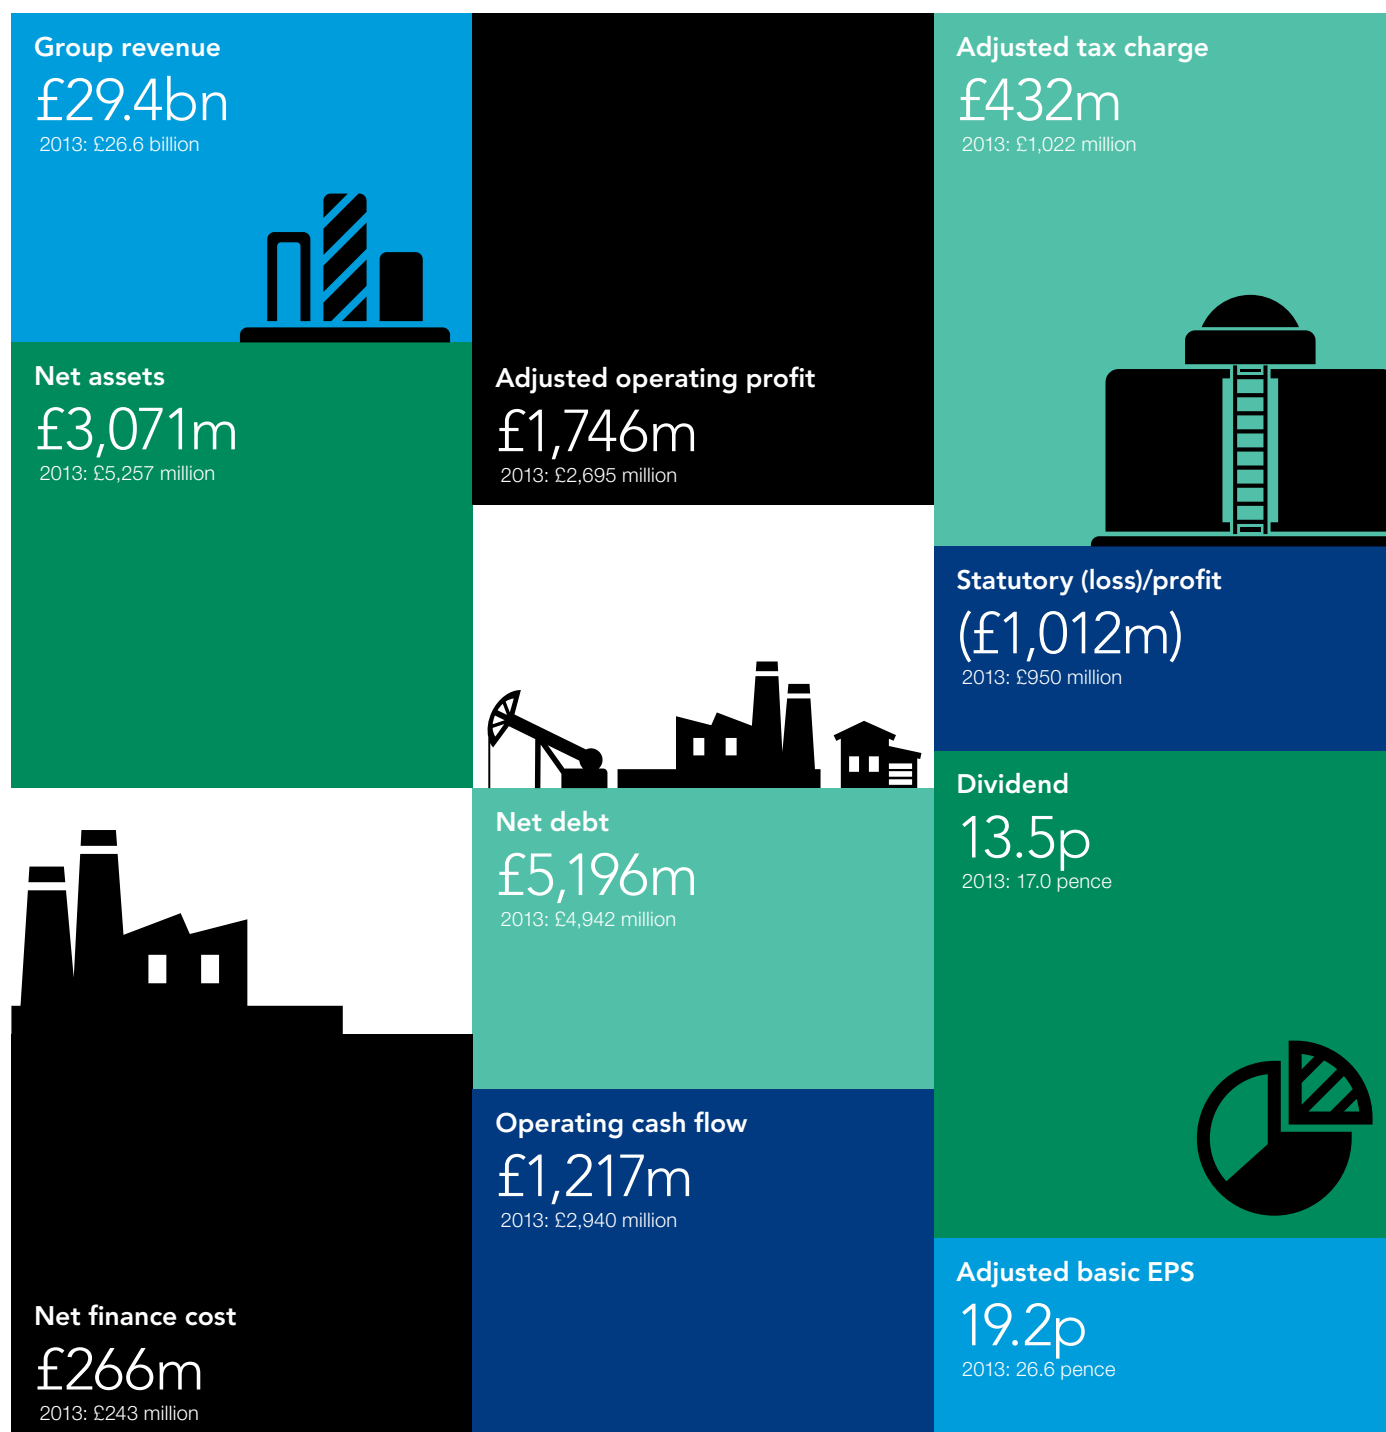 Group revenue
£29.4bn
2013: £26.6 billion
Net assets
£3,071m
2013: £5,257 million
Net finance cost
£266m
2013: £243 million
Adjusted operating profit
£1,746m
2013: £2,695 million
Net debt
£5,196m
2013: £4,942 million
Operating cash flow
£1,217m
2013: £2,940 million
Adjusted tax charge
£432m
2013: £1,022 million
Statutory (loss)/profit
(£1,012m)
2013: £950 million
Dividend
13.5p
2013: 17.0 pence
Adjusted basic EPS
19.2p
2013: 26.6 pence